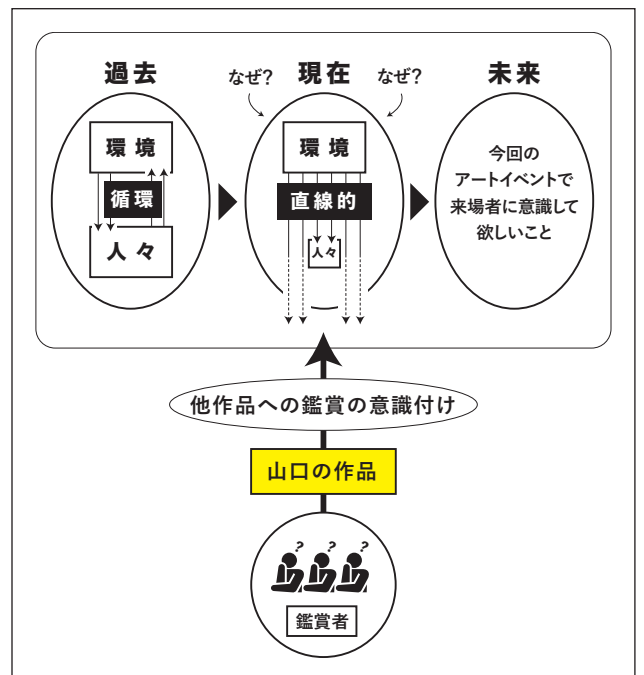 過去
なぜ?
現在
なぜ?
未来
環境
循環
人々
環境
直線的
人々
今回の
アートイベントで
来場者に意識して
欲しいこと
他作品への鑑賞の意識付け
山口の作品
? ? ?
鑑賞者